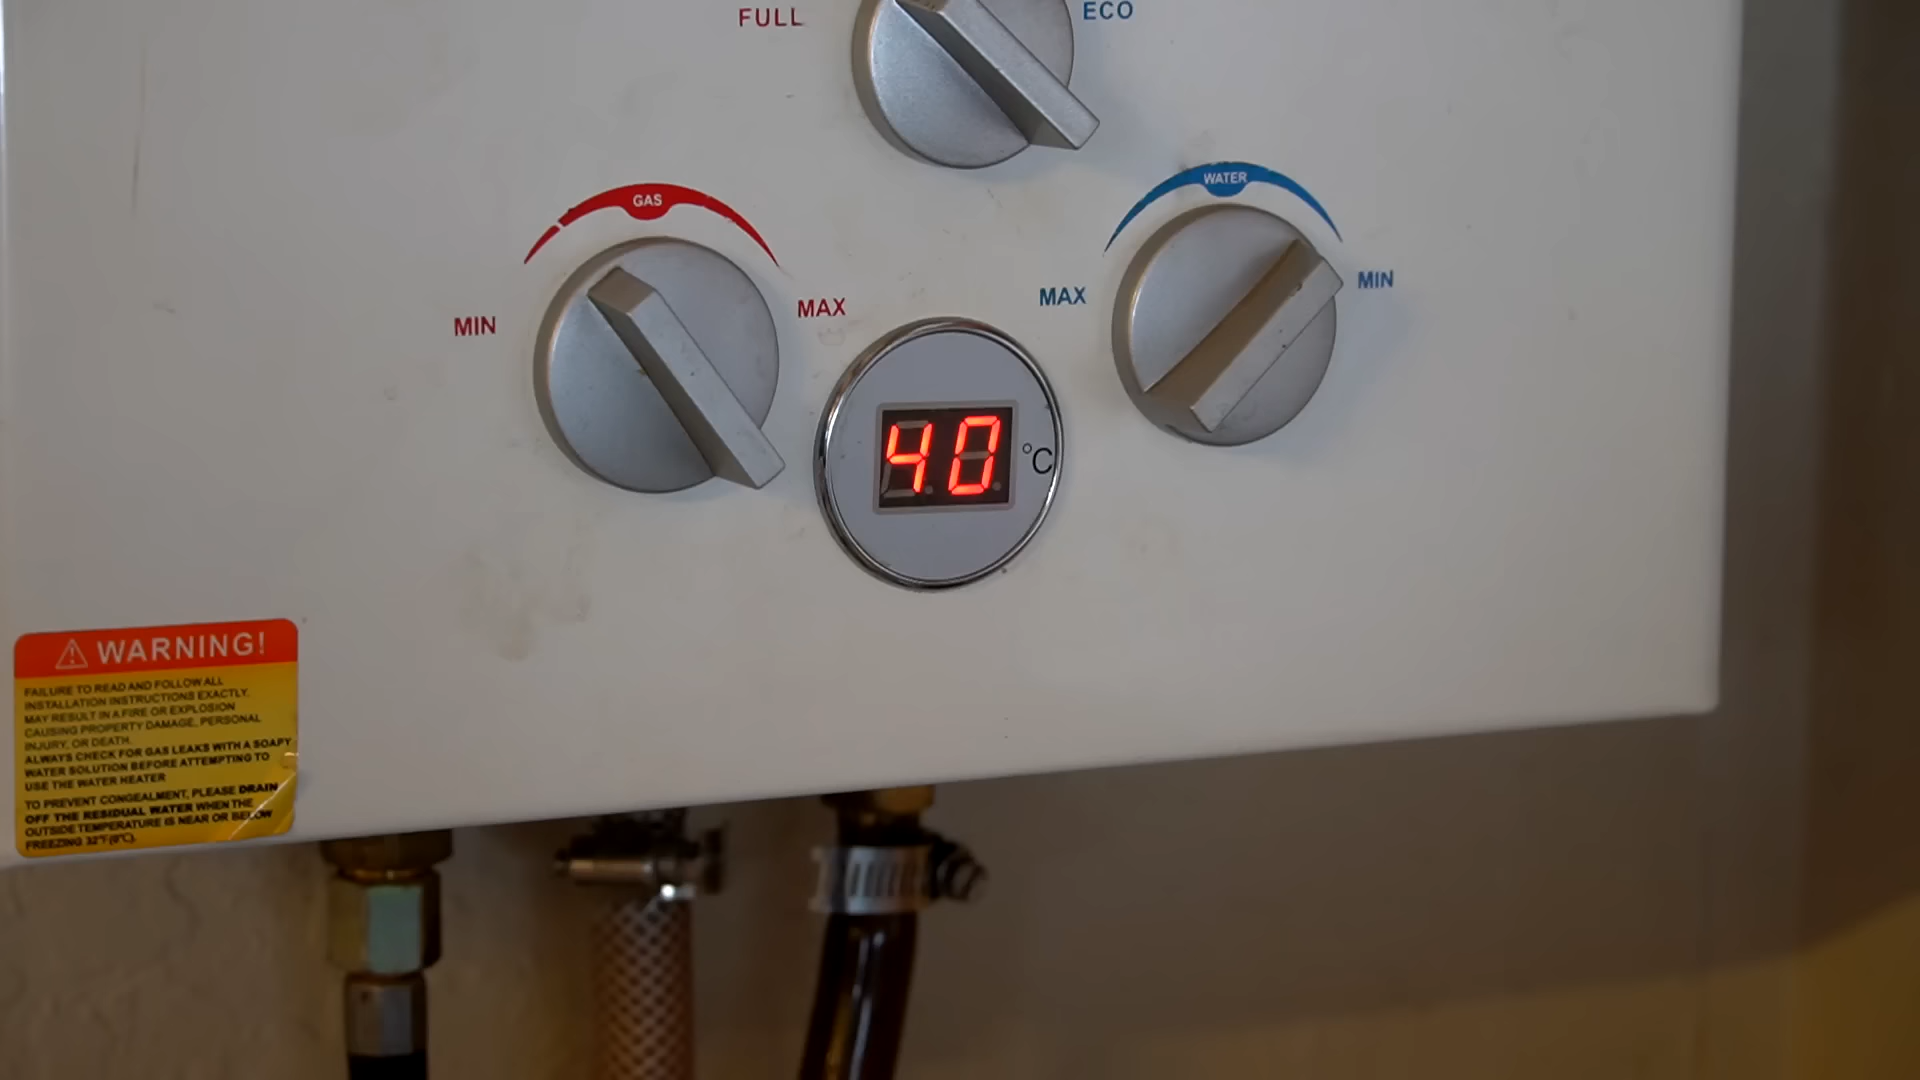 FULL
ECO
GAS
WATER
MIN
MAX
MAX
MIN
40
°C
WARNING!
FAILURE TO READ AND FOLLOW ALL
INSTALLATION INSTRUCTIONS EXACTLY,
MAY RESULT IN A FIRE OR EXPLOSION
CAUSING PROPERTY DAMAGE, PERSONAL
INJURY, OR DEATH.
ALWAYS CHECK FOR GAS LEAKS WITH A SOAPY
WATER SOLUTION BEFORE ATTEMPTING TO
USE THE WATER HEATER
TO PREVENT CONGEALMENT, PLEASE DRAIN
OFF THE RESIDUAL WATER WHEN THE
OUTSIDE TEMPERATURE IS NEAR OR BELOW
FREEZING 32°F(0°C).